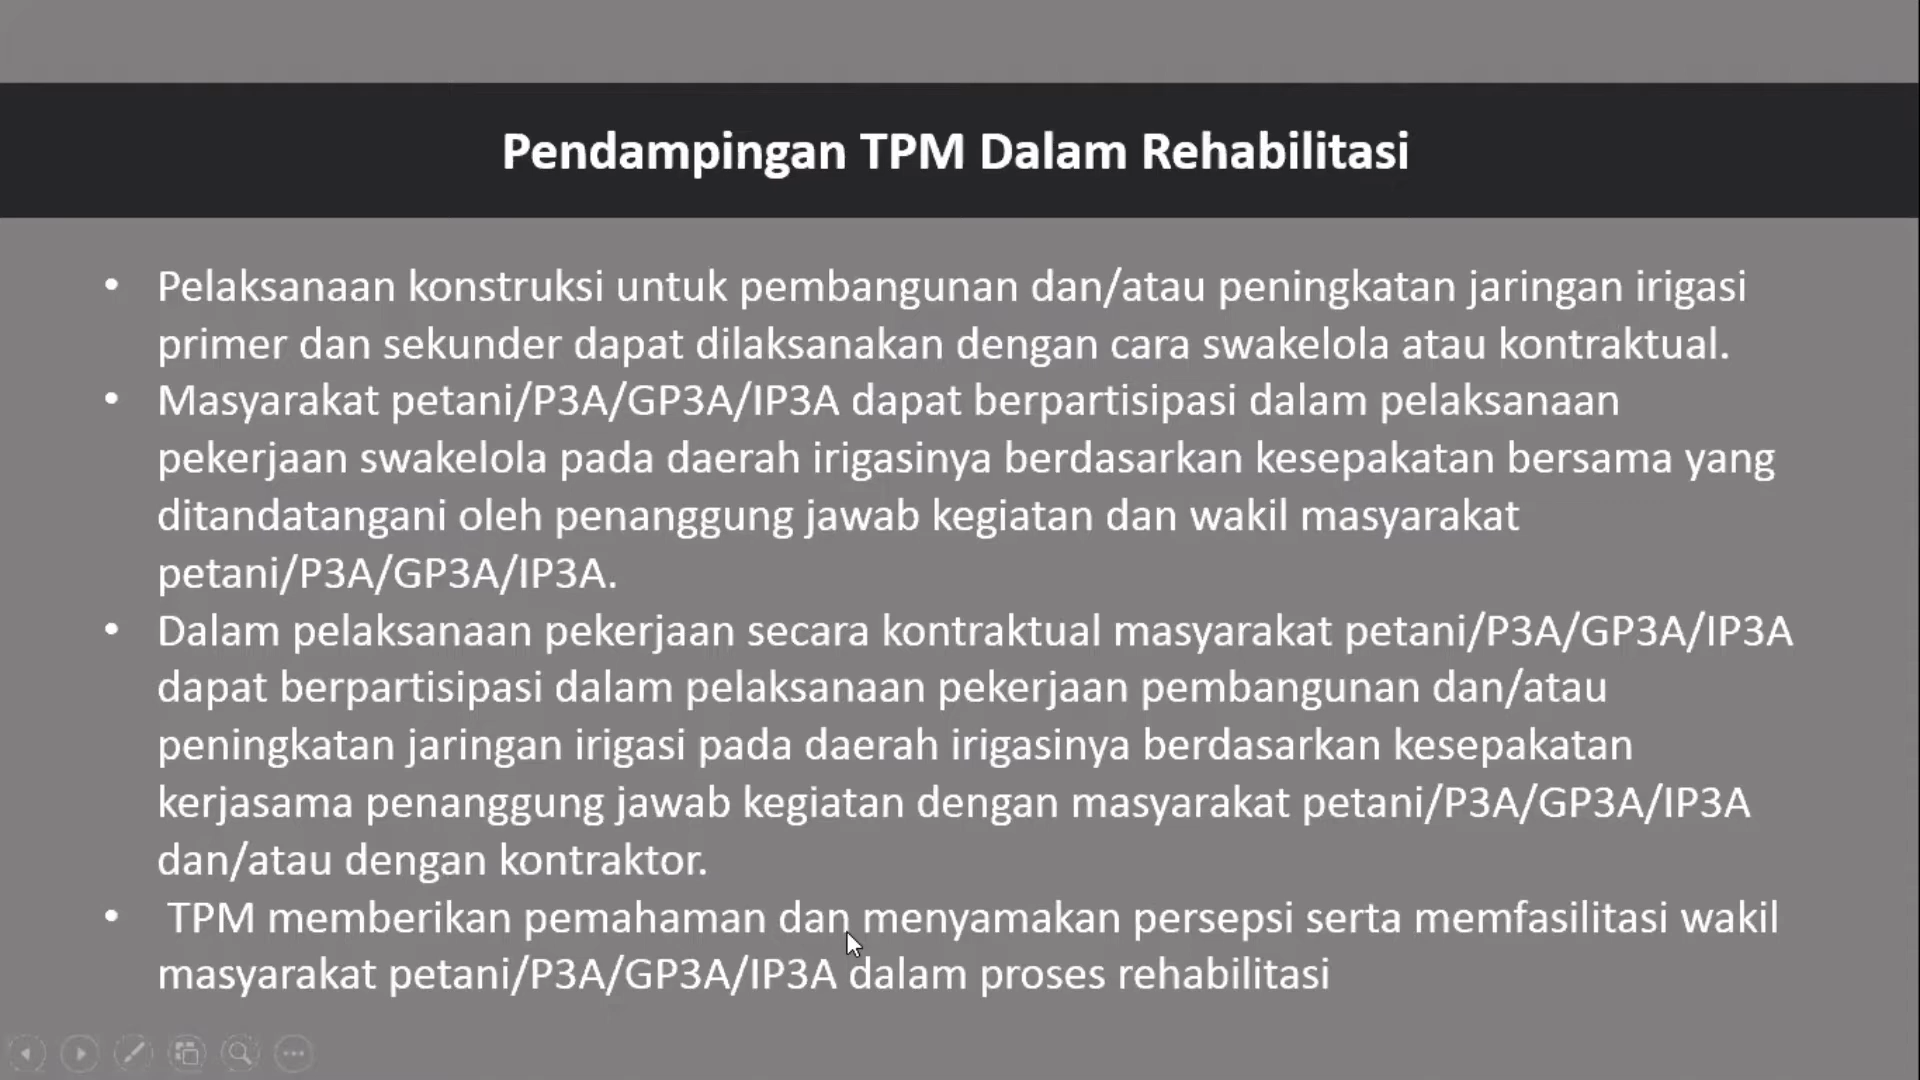 Pendampingan TPM Dalam Rehabilitasi
• Pelaksanaan konstruksi untuk pembangunan dan/atau peningkatan jaringan irigasi
primer dan sekunder dapat dilaksanakan dengan cara swakelola atau kontraktual.
• Masyarakat petani/P3A/GP3A/IP3A dapat berpartisipasi dalam pelaksanaan
pekerjaan swakelola pada daerah irigasinya berdasarkan kesepakatan bersama yang
ditandatangani oleh penanggung jawab kegiatan dan wakil masyarakat
petani/P3A/GP3A/IP3A.
• Dalam pelaksanaan pekerjaan secara kontraktual masyarakat petani/P3A/GP3A/IP3A
dapat berpartisipasi dalam pelaksanaan pekerjaan pembangunan dan/atau
peningkatan jaringan irigasi pada daerah irigasinya berdasarkan kesepakatan
kerjasama penanggung jawab kegiatan dengan masyarakat petani/P3A/GP3A/IP3A
dan/atau dengan kontraktor.
• TPM memberikan pemahaman dan menyamakan persepsi serta memfasilitasi wakil
masyarakat petani/P3A/GP3A/IP3A dalam proses rehabilitasi